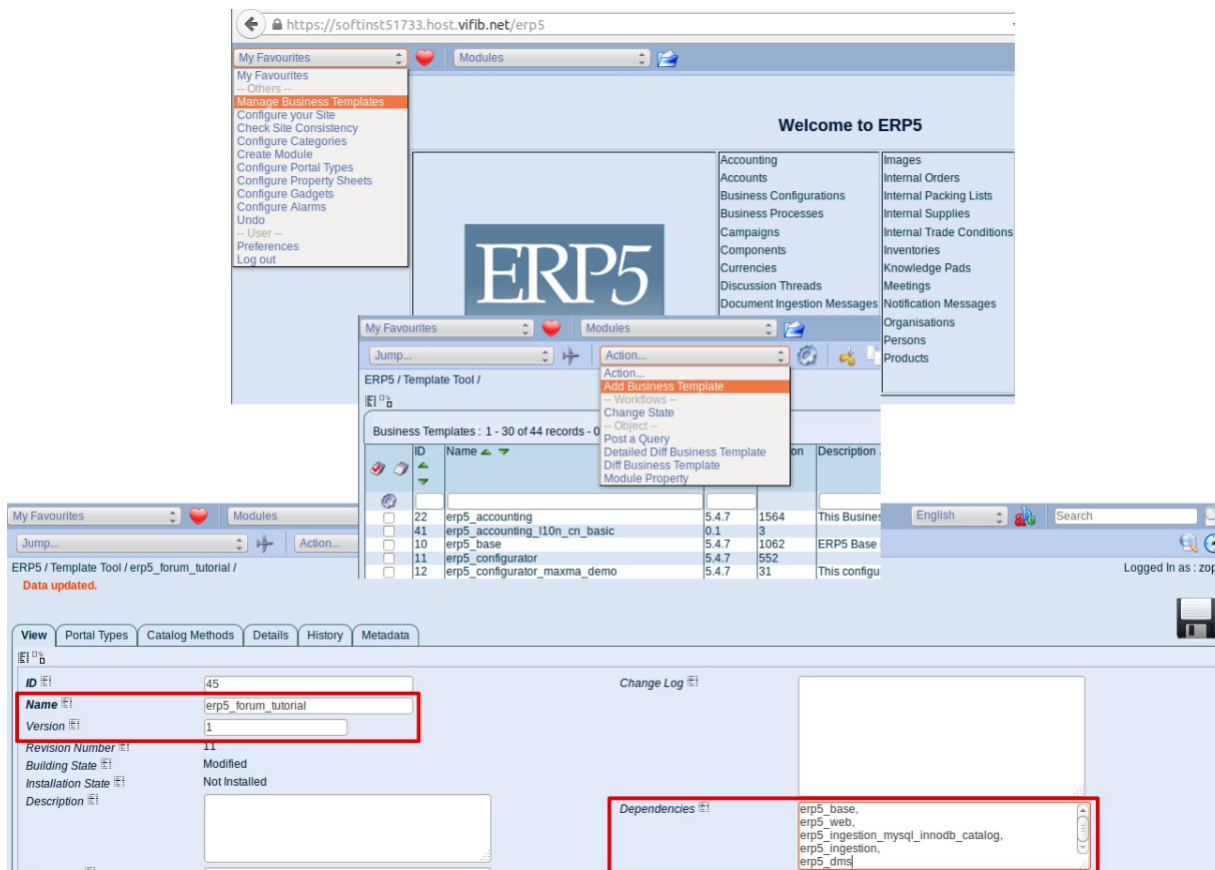 https://softinst51733.host.vifib.net/erp5
My Favourites
Modules
My Favourites
-- Others --
Manage Business Templates
Configure your Site
Check Site Consistency
Configure Categories
Create Module
Configure Portal Types
Configure Property Sheets
Configure Gadgets
Configure Alarms
Undo
-- User --
Preferences
Log out
Welcome to ERP5
ERP5
Accounting
Accounts
Business Configurations
Business Processes
Campaigns
Components
Currencies
Discussion Threads
Document Ingestion Messages
Images
Internal Orders
Internal Packing Lists
Internal Supplies
Internal Trade Conditions
Inventories
Knowledge Pads
Meetings
Notification Messages
Organisations
Persons
Products
My Favourites
Modules
Jump...
Action...
Action...
Add Business Template
-- Workflows --
Change State
-- Object --
Post a Query
Detailed Diff Business Template
Diff Business Template
Module Property
ERP5 / Template Tool /
Business Templates : 1 - 30 of 44 records - 0
ID Name on Description
22 erp5_accounting 5.4.7 1564 This Busines
41 erp5_accounting_l10n_cn_basic 0.1 3
10 erp5_base 5.4.7 1062 ERP5 Base
11 erp5_configurator 5.4.7 552
12 erp5_configurator_maxma_demo 5.4.7 31 This configu
My Favourites
Modules
English
Search
Jump...
Action...
ERP5 / Template Tool / erp5_forum_tutorial /
Logged In as : zop
Data updated.
View Portal Types Catalog Methods Details History Metadata
ID 45
Change Log
Name erp5_forum_tutorial
Version 1
Revision Number 11
Building State Modified
Installation State Not Installed
Description
Dependencies
erp5_base,
erp5_web,
erp5_ingestion_mysql_innodb_catalog,
erp5_ingestion,
erp5_dms